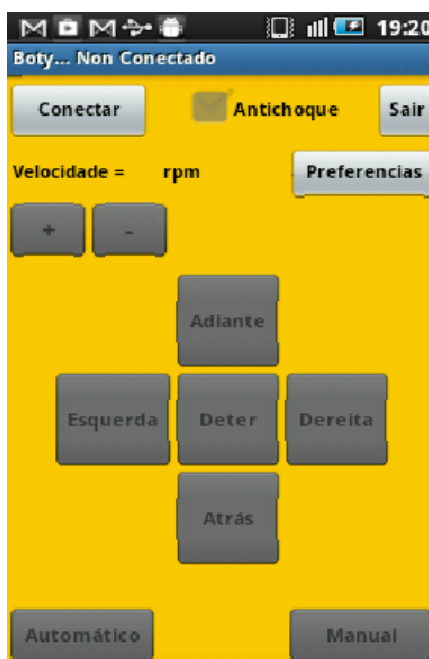 19:20
Boty... Non Conectado
Conectar Antichoque Sair
Velocidade = rpm Preferencias
+ -
Adiante
Esquerda Deter Dereita
Atrás
Automático Manual